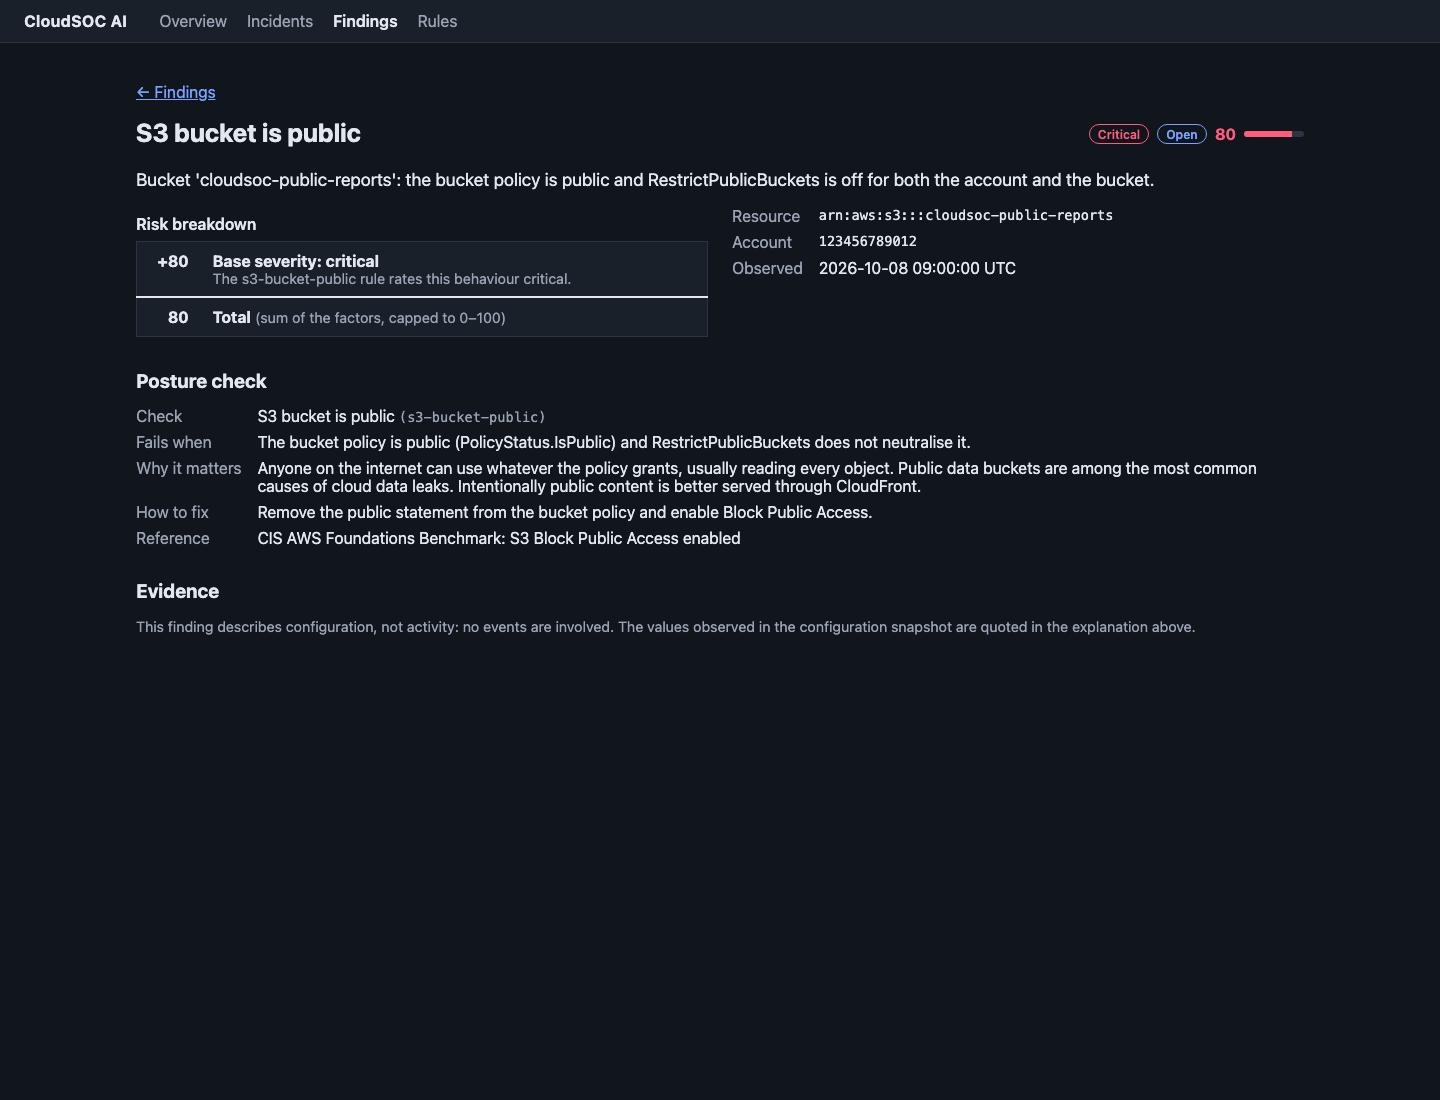 CloudSOC AI Overview Incidents Findings Rules
← Findings
S3 bucket is public
Critical Open 80
Bucket 'cloudsoc-public-reports': the bucket policy is public and RestrictPublicBuckets is off for both the account and the bucket.
Risk breakdown
+80 Base severity: critical
The s3-bucket-public rule rates this behaviour critical.
80 Total (sum of the factors, capped to 0–100)
Resource arn:aws:s3:::cloudsoc-public-reports
Account 123456789012
Observed 2026-10-08 09:00:00 UTC
Posture check
Check S3 bucket is public (s3-bucket-public)
Fails when The bucket policy is public (PolicyStatus.IsPublic) and RestrictPublicBuckets does not neutralise it.
Why it matters Anyone on the internet can use whatever the policy grants, usually reading every object. Public data buckets are among the most common
causes of cloud data leaks. Intentionally public content is better served through CloudFront.
How to fix Remove the public statement from the bucket policy and enable Block Public Access.
Reference CIS AWS Foundations Benchmark: S3 Block Public Access enabled
Evidence
This finding describes configuration, not activity: no events are involved. The values observed in the configuration snapshot are quoted in the explanation above.